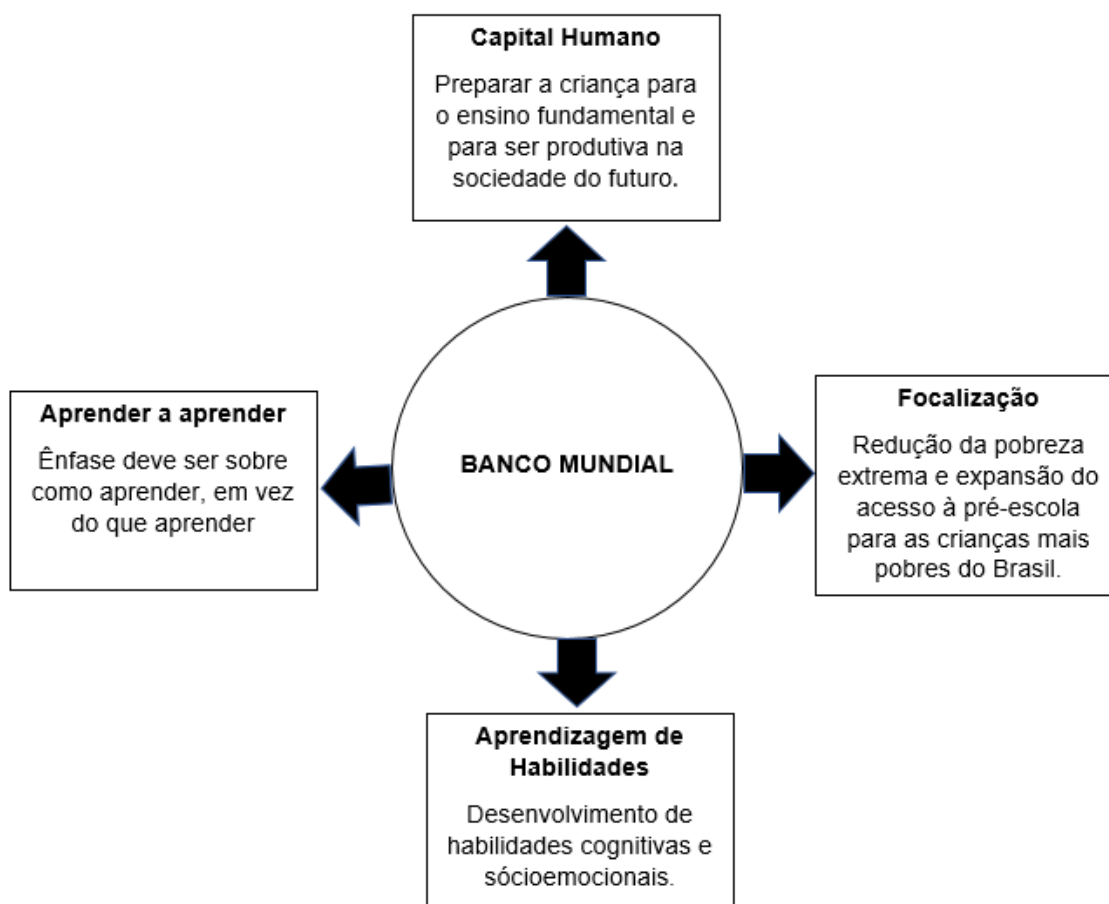 Capital Humano
Preparar a criança para
o ensino fundamental e
para ser produtiva na
sociedade do futuro.
Aprender a aprender
Ênfase deve ser sobre
como aprender, em vez
do que aprender
BANCO MUNDIAL
Focalização
Redução da pobreza
extrema e expansão do
acesso à pré-escola
para as crianças mais
pobres do Brasil.
Aprendizagem de
Habilidades
Desenvolvimento de
habilidades cognitivas e
sócioemocionais.